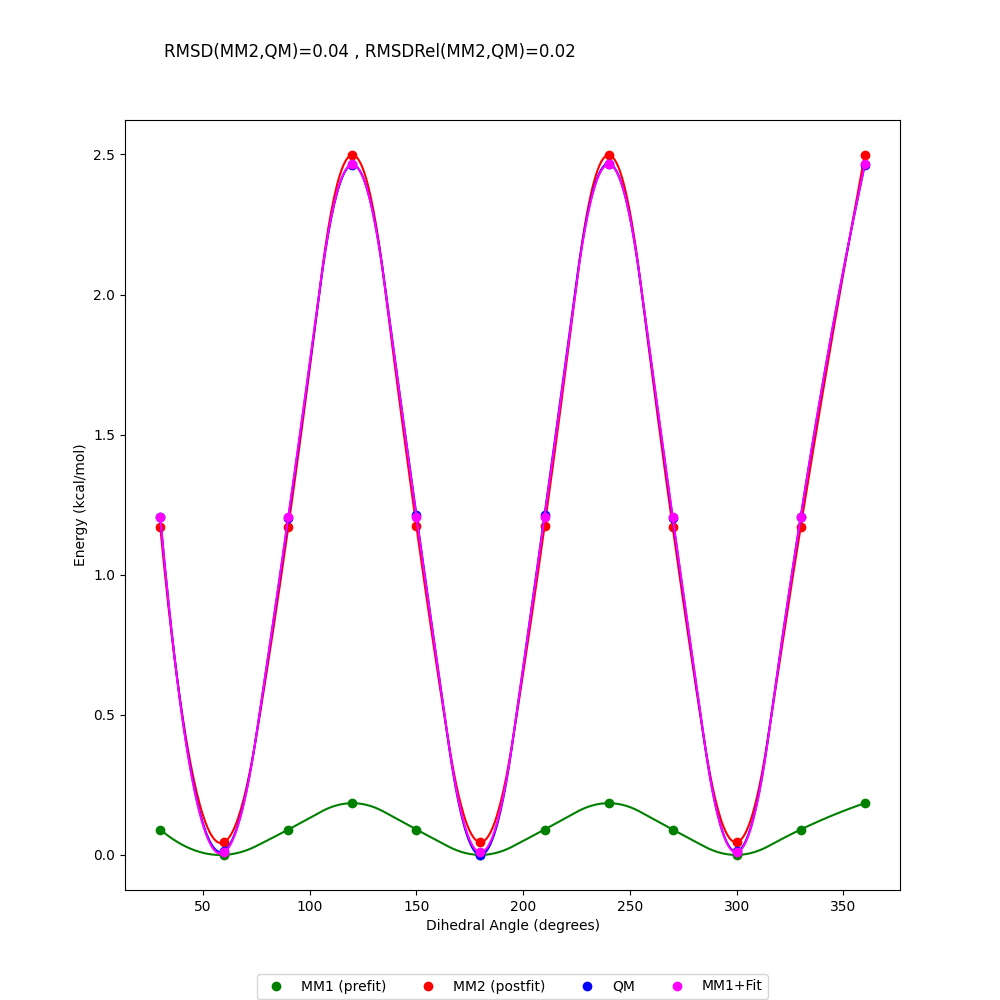 RMSD(MM2,QM)=0.04 , RMSDRel(MM2,QM)=0.02
2.5
2.0
1.5
1.0
0.5
0.0
Energy (kcal/mol)
50 100 150 200 250 300 350
Dihedral Angle (degrees)
MM1 (prefit) MM2 (postfit) QM MM1+Fit